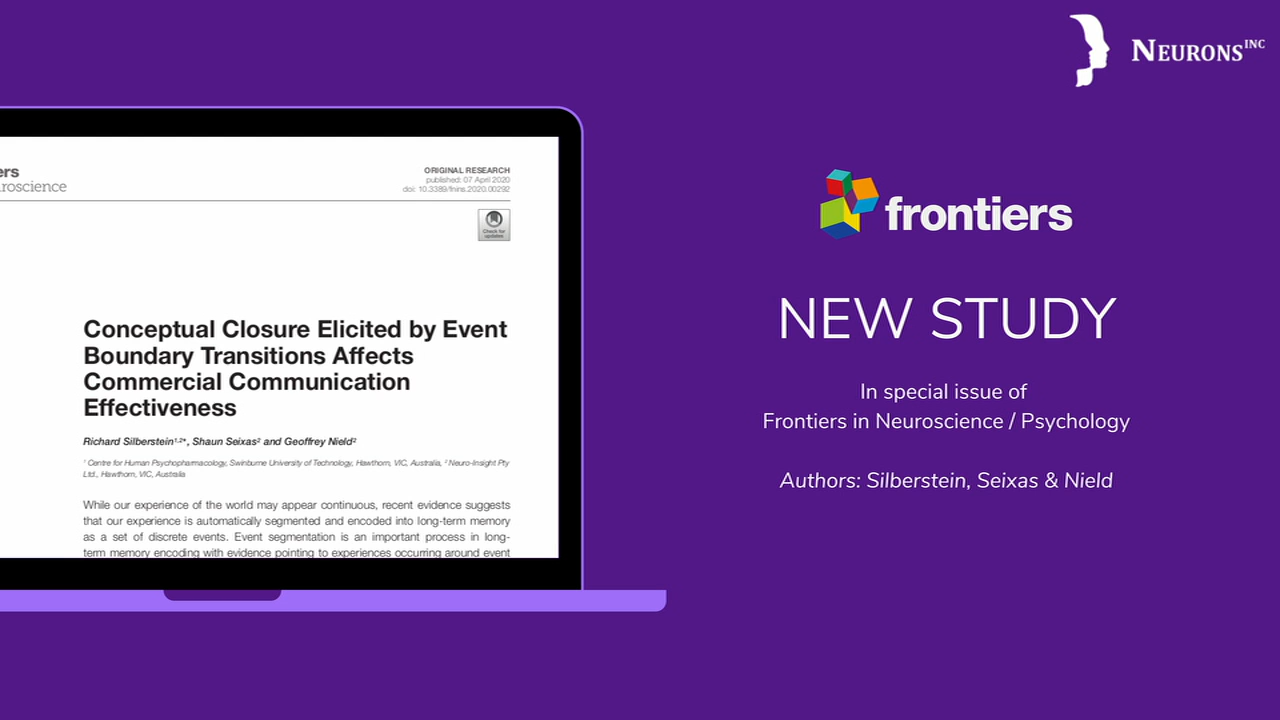 NEURONS INC
ers
roscience
ORIGINAL RESEARCH
published: 07 April 2020
doi: 10.3389/fnins.2020.00292
Check for
updates
Conceptual Closure Elicited by Event
Boundary Transitions Affects
Commercial Communication
Effectiveness
Richard Silberstein1,2*, Shaun Seixas2 and Geoffrey Nield2
1 Centre for Human Psychopharmacology, Swinburne University of Technology, Hawthorn, VIC, Australia, 2 Neuro-Insight Pty
Ltd., Hawthorn, VIC, Australia
While our experience of the world may appear continuous, recent evidence suggests
that our experience is automatically segmented and encoded into long-term memory
as a set of discrete events. Event segmentation is an important process in long-
term memory encoding with evidence pointing to experiences occurring around event
frontiers
NEW STUDY
In special issue of
Frontiers in Neuroscience / Psychology
Authors: Silberstein, Seixas & Nield